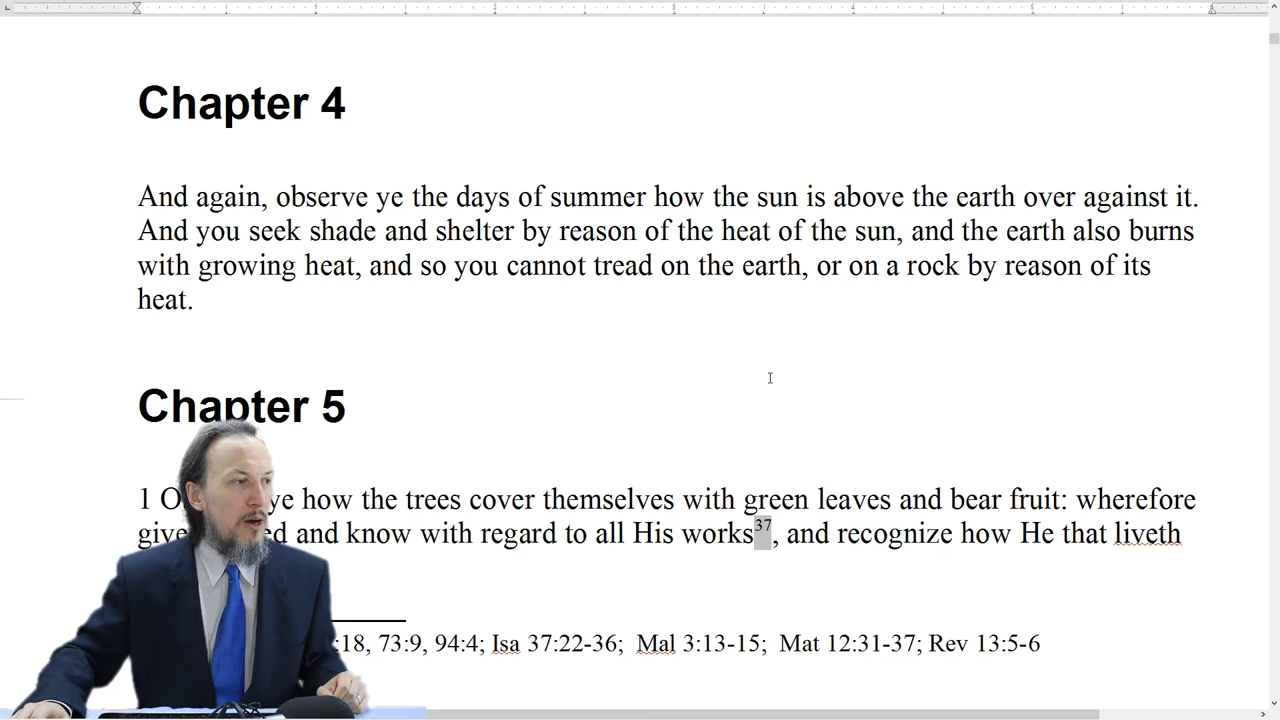 Chapter 4
And again, observe ye the days of summer how the sun is above the earth over against it.
And you seek shade and shelter by reason of the heat of the sun, and the earth also burns
with growing heat, and so you cannot tread on the earth, or on a rock by reason of its
heat.
Chapter 5
1 ye how the trees cover themselves with green leaves and bear fruit: wherefore
give and know with regard to all His works37, and recognize how He that liveth
:18, 73:9, 94:4; Isa 37:22-36; Mal 3:13-15; Mat 12:31-37; Rev 13:5-6